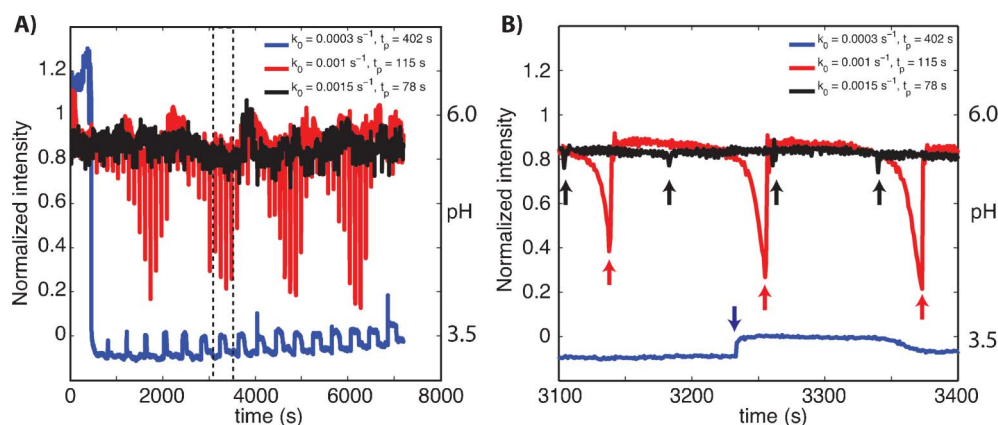 A)
k₀ = 0.0003 s⁻¹, tₚ = 402 s
k₀ = 0.001 s⁻¹, tₚ = 115 s
k₀ = 0.0015 s⁻¹, tₚ = 78 s
Normalized intensity
1.2
1
0.8
0.6
0.4
0.2
0
6.0
pH
3.5
0 2000 4000 6000 8000
time (s)
B)
k₀ = 0.0003 s⁻¹, tₚ = 402 s
k₀ = 0.001 s⁻¹, tₚ = 115 s
k₀ = 0.0015 s⁻¹, tₚ = 78 s
Normalized intensity
1.2
1
0.8
0.6
0.4
0.2
0
6.0
pH
3.5
3100 3200 3300 3400
time (s)